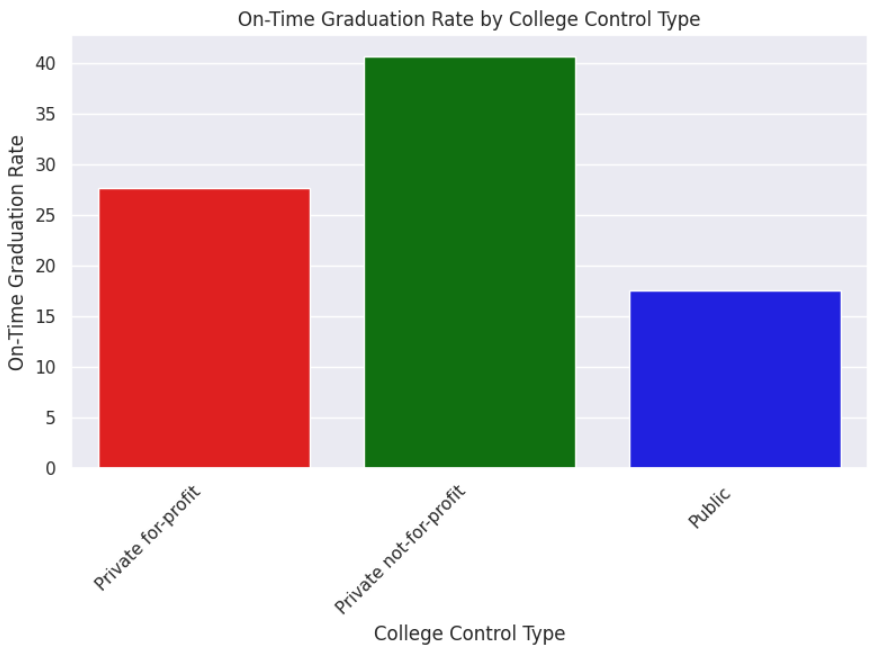 On-Time Graduation Rate by College Control Type
On-Time Graduation Rate
40
35
30
25
20
15
10
5
0
Private for-profit
Private not-for-profit
Public
College Control Type